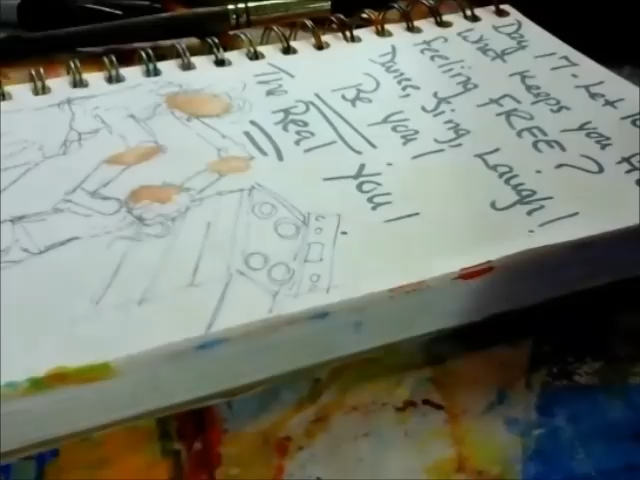 Day 17 - Let
What keeps you
feeling FREE?
Dance, Sing, Laugh!
Be You!
The Real You!